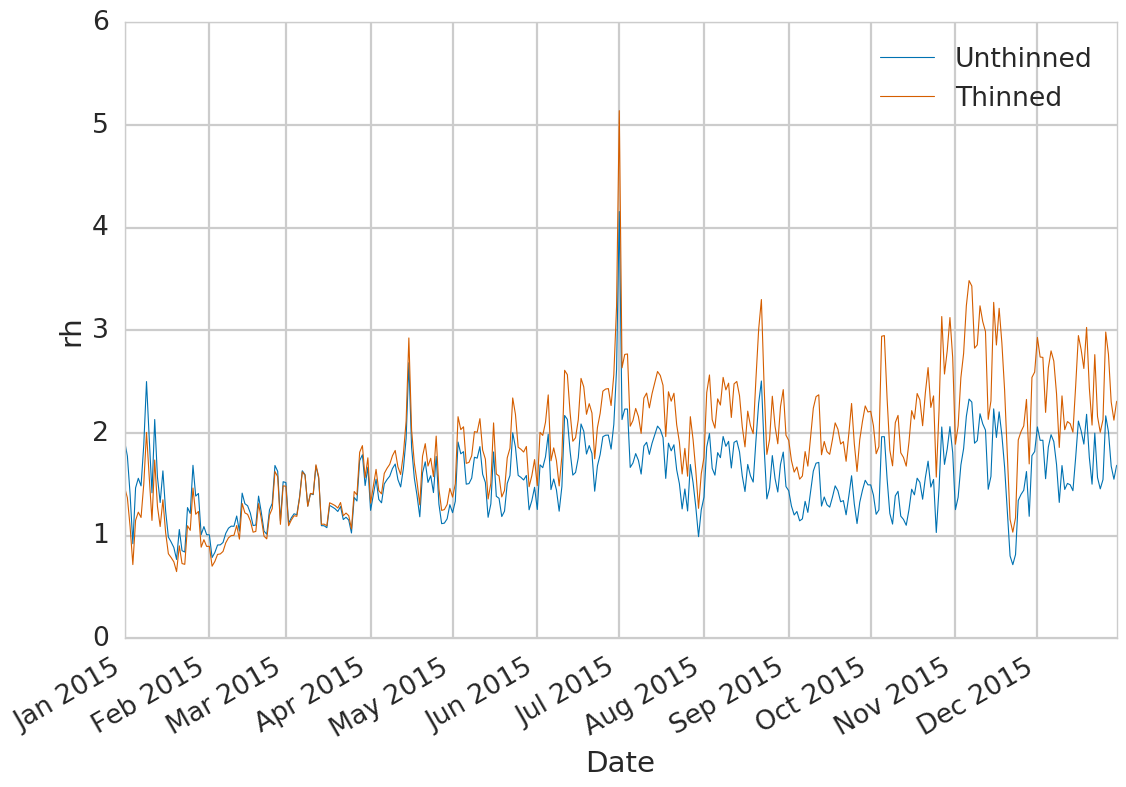 6
5
4
3
2
1
0
rh
Unthinned
Thinned
Jan 2015
Feb 2015
Mar 2015
Apr 2015
May 2015
Jun 2015
Jul 2015
Aug 2015
Sep 2015
Oct 2015
Nov 2015
Dec 2015
Date